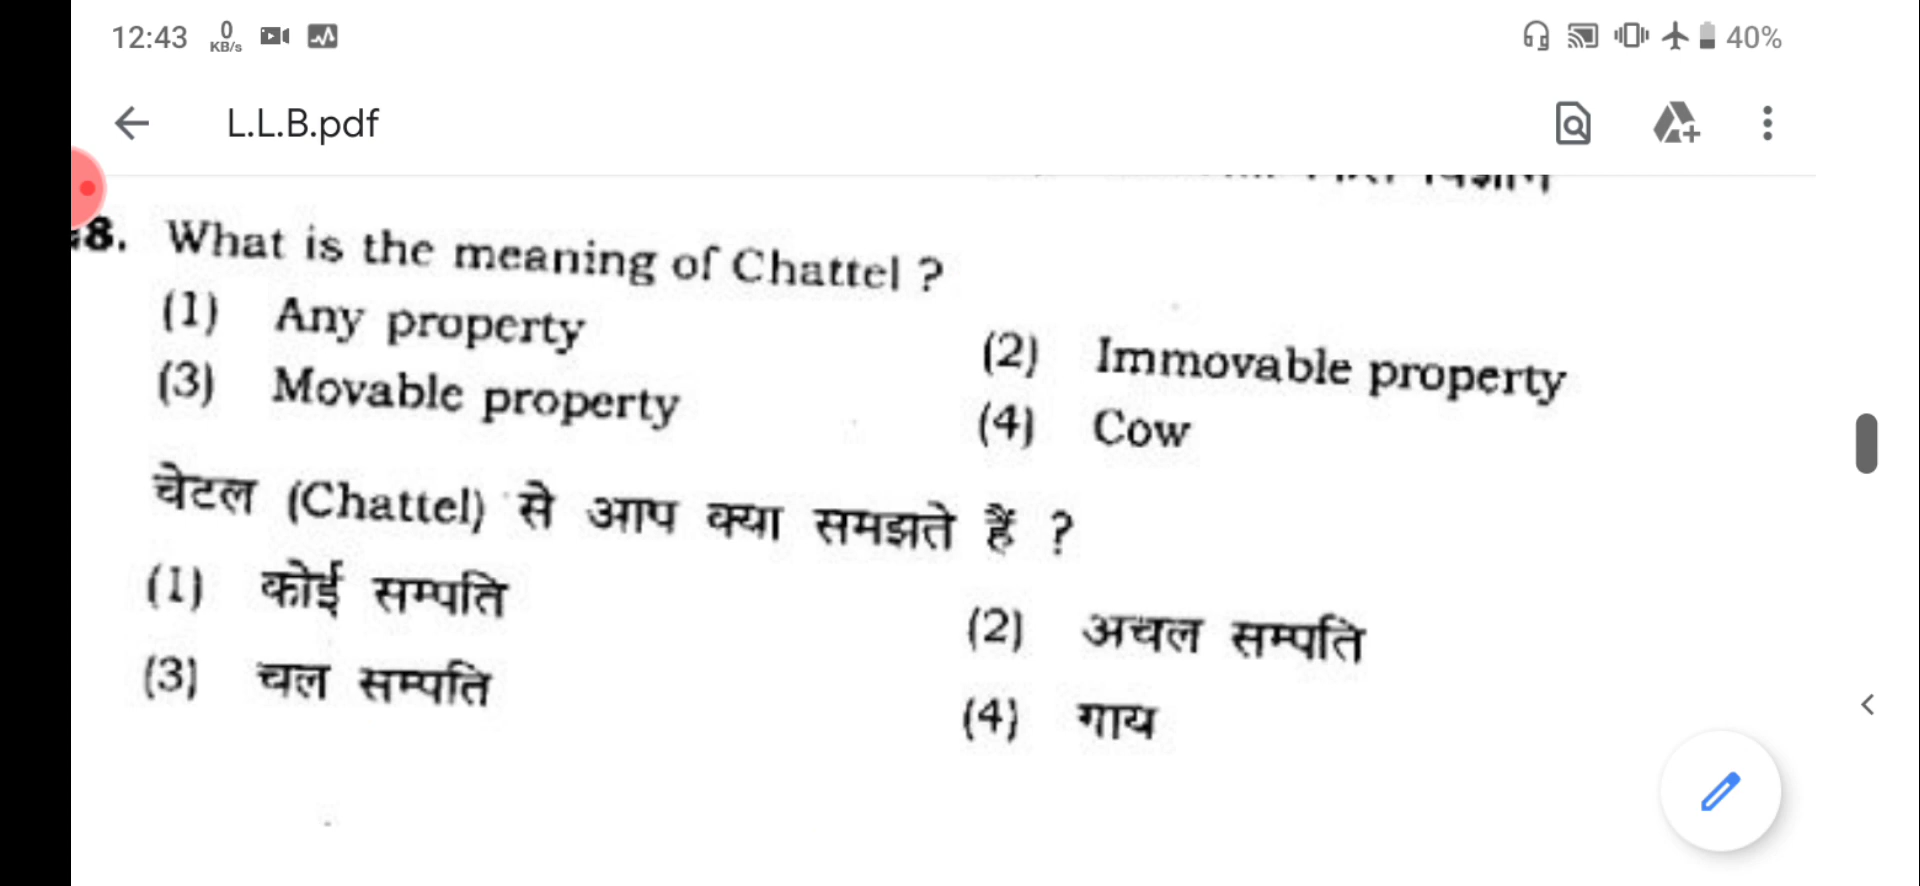 12:43 0 KB/s 40%
L.L.B.pdf
8. What is the meaning of Chattel ?
(1) Any property
(2) Immovable property
(3) Movable property
(4) Cow
चेटल (Chattel) से आप क्या समझते हैं ?
(1) कोई सम्पति
(2) अचल सम्पति
(3) चल सम्पति
(4) गाय